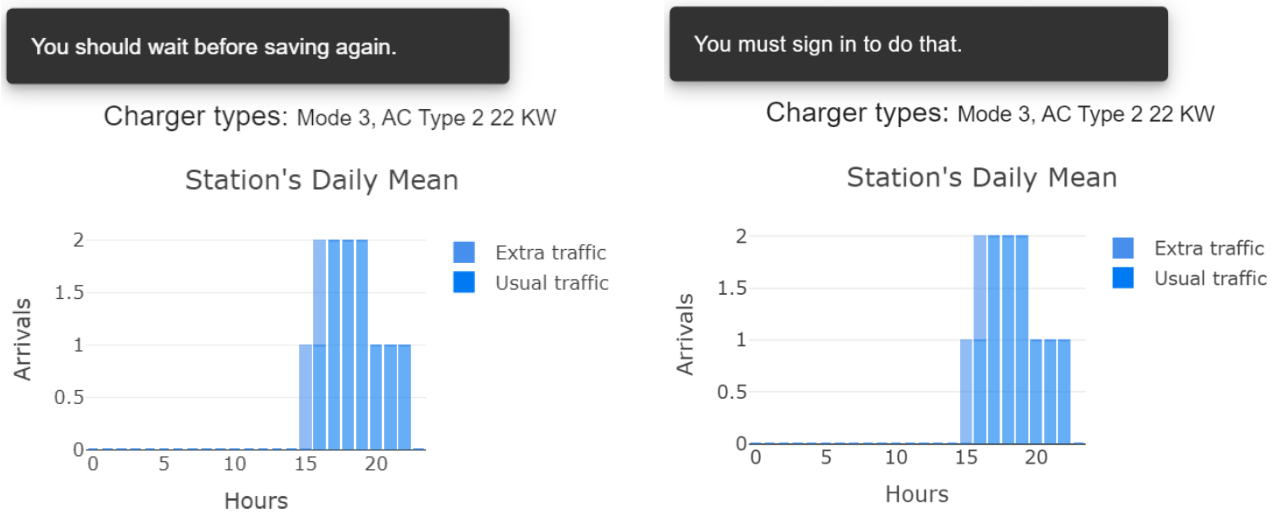 You should wait before saving again.
Charger types: Mode 3, AC Type 2 22 KW
Station's Daily Mean
2
1.5
1
0.5
0
Arrivals
0 5 10 15 20
Hours
Extra traffic
Usual traffic
You must sign in to do that.
Charger types: Mode 3, AC Type 2 22 KW
Station's Daily Mean
2
1.5
1
0.5
0
Arrivals
0 5 10 15 20
Hours
Extra traffic
Usual traffic